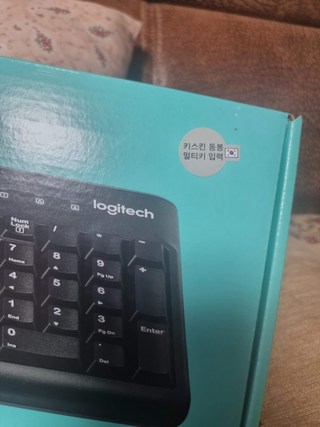 키스킨 동봉
멀티키 입력
logitech
Num
Lock
/
*
-
7
Home
8
9
Pg Up
+
4
5
6
1
End
2
3
Pg Dn
Enter
0
Ins
.
Del